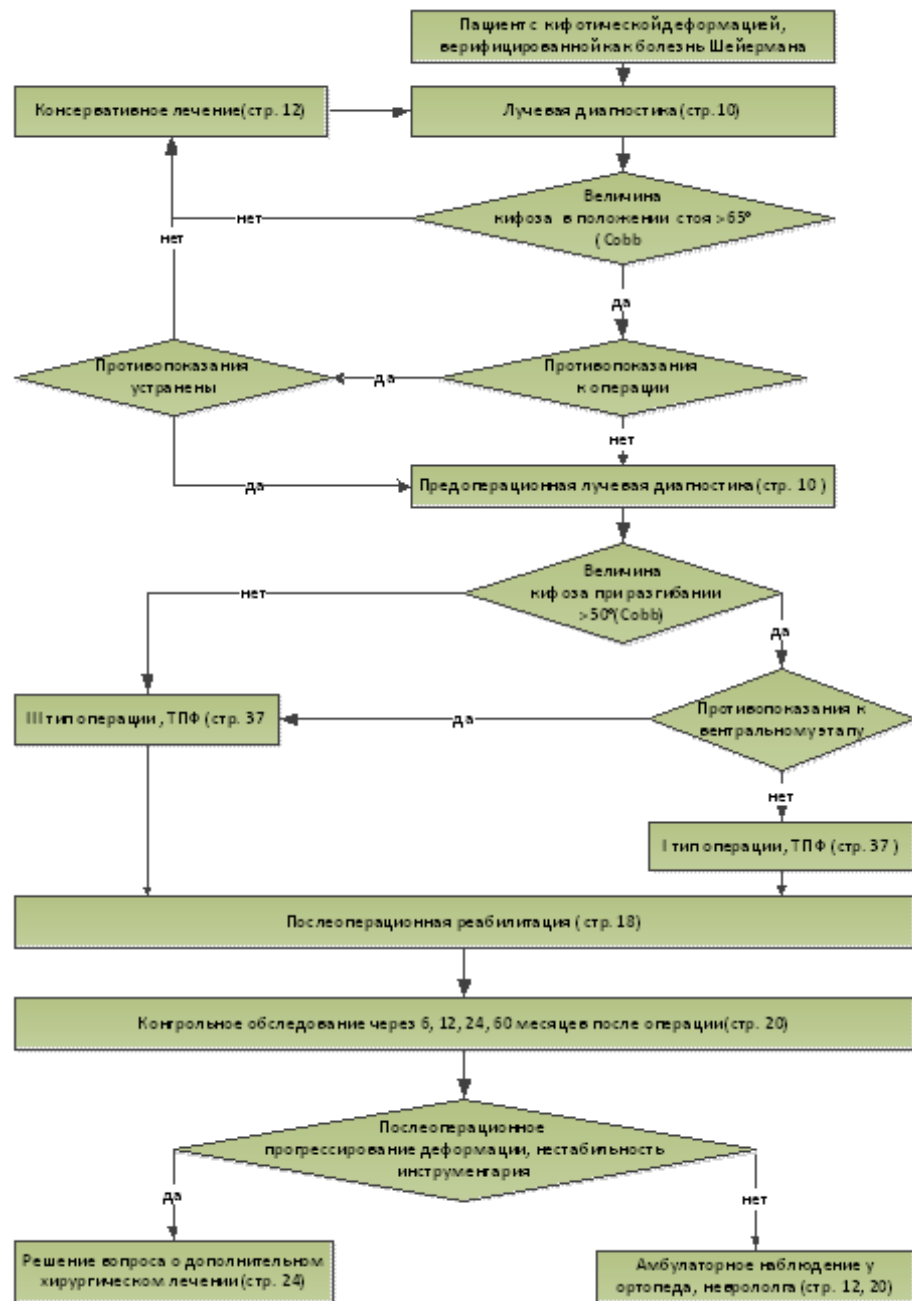 Пациент с кифотической деформацией,
верифицированной как болезнь Шейермана
Консервативное лечение(стр. 12)
Лучевая диагностика(стр. 10)
Величина
кифоза в положении стоя >65º
(Cobb
нет
нет
да
Противопоказания
устранены
да
Противопоказания
к операции
нет
да
Предоперационная лучевая диагностика(стр. 10 )
Величина
кифоза при разгибании
>50º(Cobb)
нет
да
III тип операции, ТПФ (стр. 37
да
Противопоказания к
вентральному этапу
нет
I тип операции, ТПФ (стр. 37 )
Послеоперационная реабилитация ( стр. 18)
Контрольное обследование через 6, 12, 24, 60 месяцев после операции(стр. 20)
Послеоперационное
прогрессирование деформации, нестабильность
инструментария
да
нет
Решение вопроса о дополнительном
хирургическом лечении(стр. 24)
Амбулаторное наблюдение у
ортопеда, неврололга (стр. 12, 20)